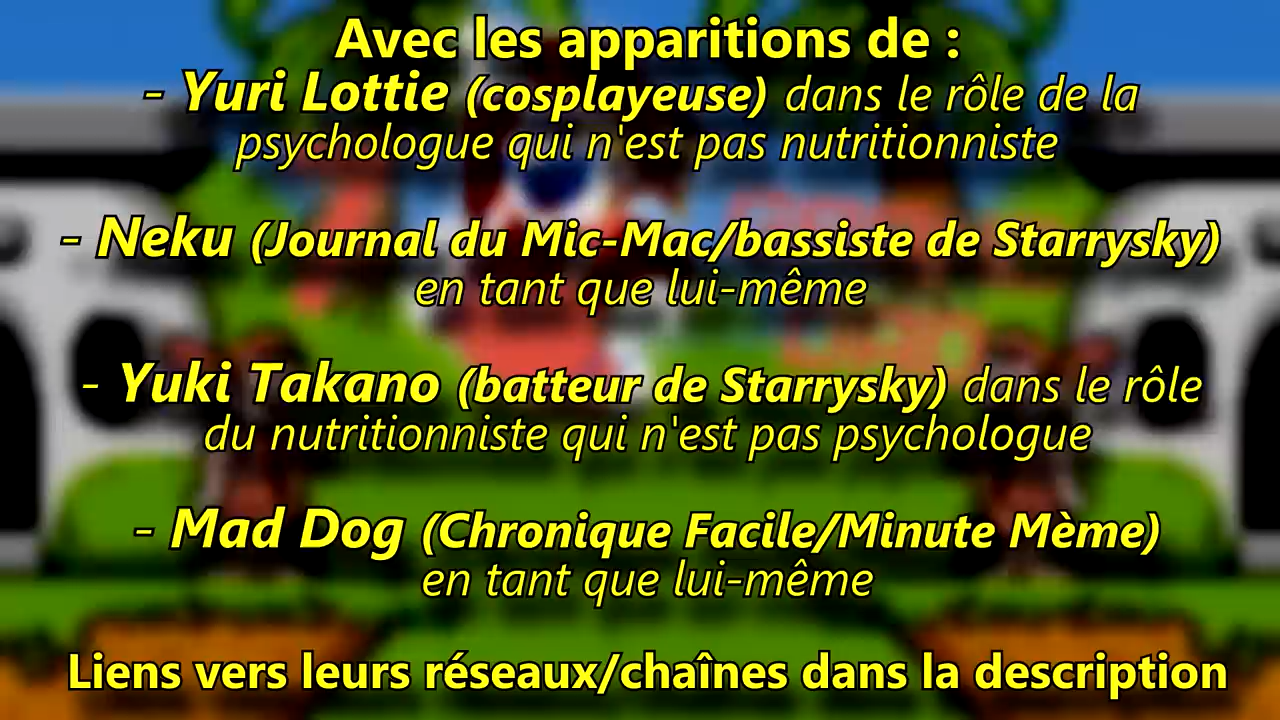 Avec les apparitions de :
- Yuri Lottie (cosplayeuse) dans le rôle de la
psychologue qui n'est pas nutritionniste
- Neku (Journal du Mic-Mac/bassiste de Starrysky)
en tant que lui-même
- Yuki Takano (batteur de Starrysky) dans le rôle
du nutritionniste qui n'est pas psychologue
- Mad Dog (Chronique Facile/Minute Mème)
en tant que lui-même
Liens vers leurs réseaux/chaînes dans la description